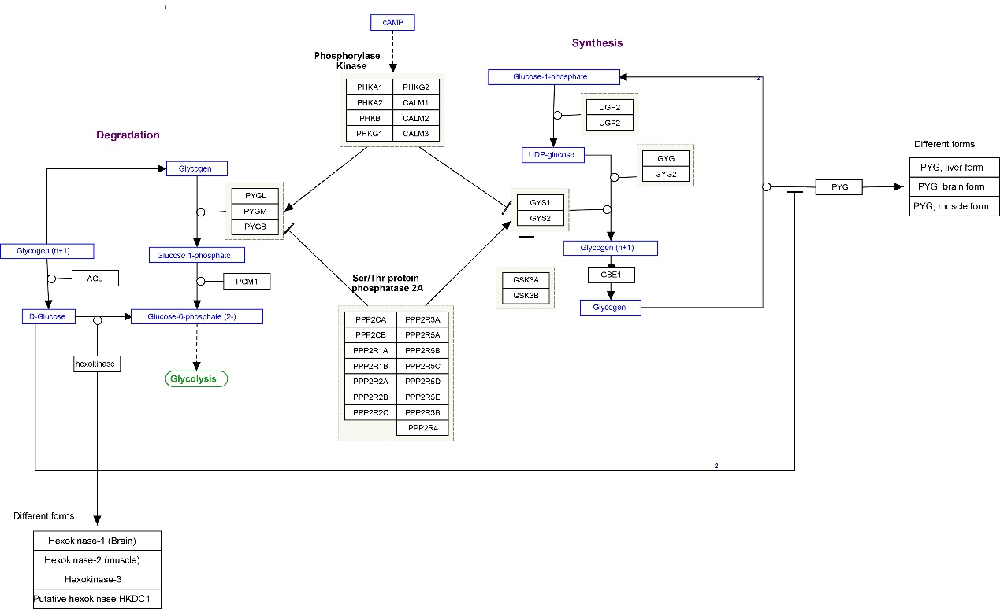 1
cAMP
Phosphorylase
Kinase
PHKA1
PHKG2
PHKA2
CALM1
PHKB
CALM2
PHKG1
CALM3
Synthesis
Glucose-1-phosphate
2
UGP2
UGP2
UDP-glucose
GYG
GYG2
GYS1
GYS2
Glycogen (n+1)
GSK3A
GSK3B
GBE1
Glycogen
Different forms
PYG
PYG, liver form
PYG, brain form
PYG, muscle form
Degradation
Glycogen
PYGL
PYGM
PYGB
Glycogen (n+1)
Glucose 1-phosphate
AGL
PGM1
D-Glucose
Glucose-6-phosphate (2-)
hexokinase
Glycolysis
Ser/Thr protein
phosphatase 2A
PPP2CA
PPP2R3A
PPP2CB
PPP2R5A
PPP2R1A
PPP2R5B
PPP2R1B
PPP2R5C
PPP2R2A
PPP2R5D
PPP2R2B
PPP2R5E
PPP2R2C
PPP2R3B
PPP2R4
2
Different forms
Hexokinase-1 (Brain)
Hexokinase-2 (muscle)
Hexokinase-3
Putative hexokinase HKDC1